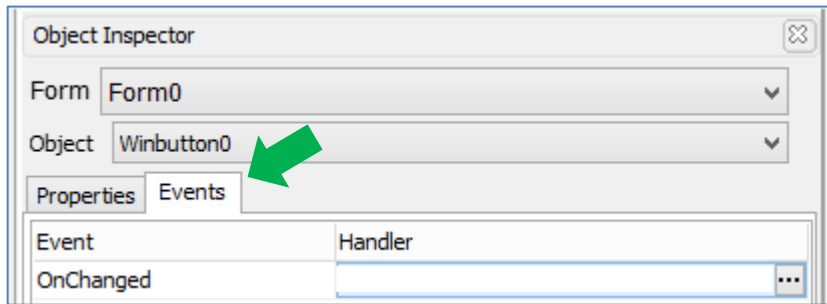 Object Inspector
Form Form0
Object Winbutton0
Properties Events
Event Handler
OnChanged ...